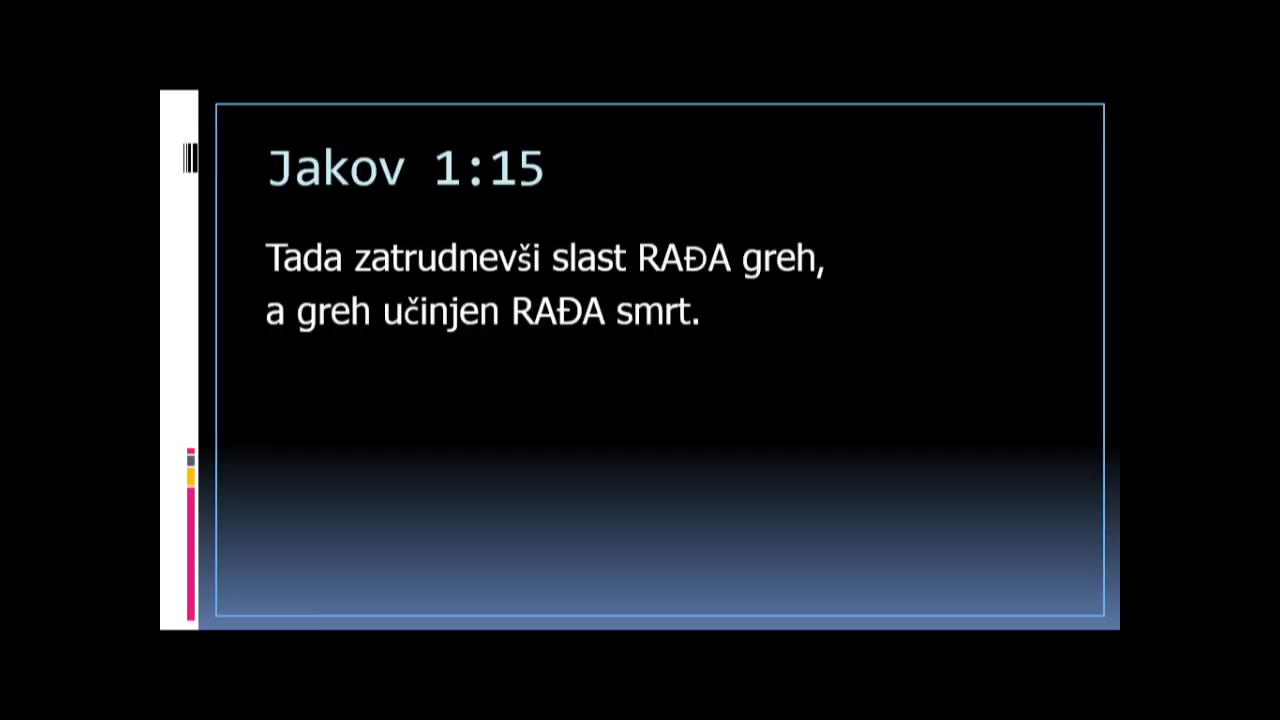 Jakov 1:15
Tada zatrudnevši slast RAĐA greh,
a greh učinjen RAĐA smrt.